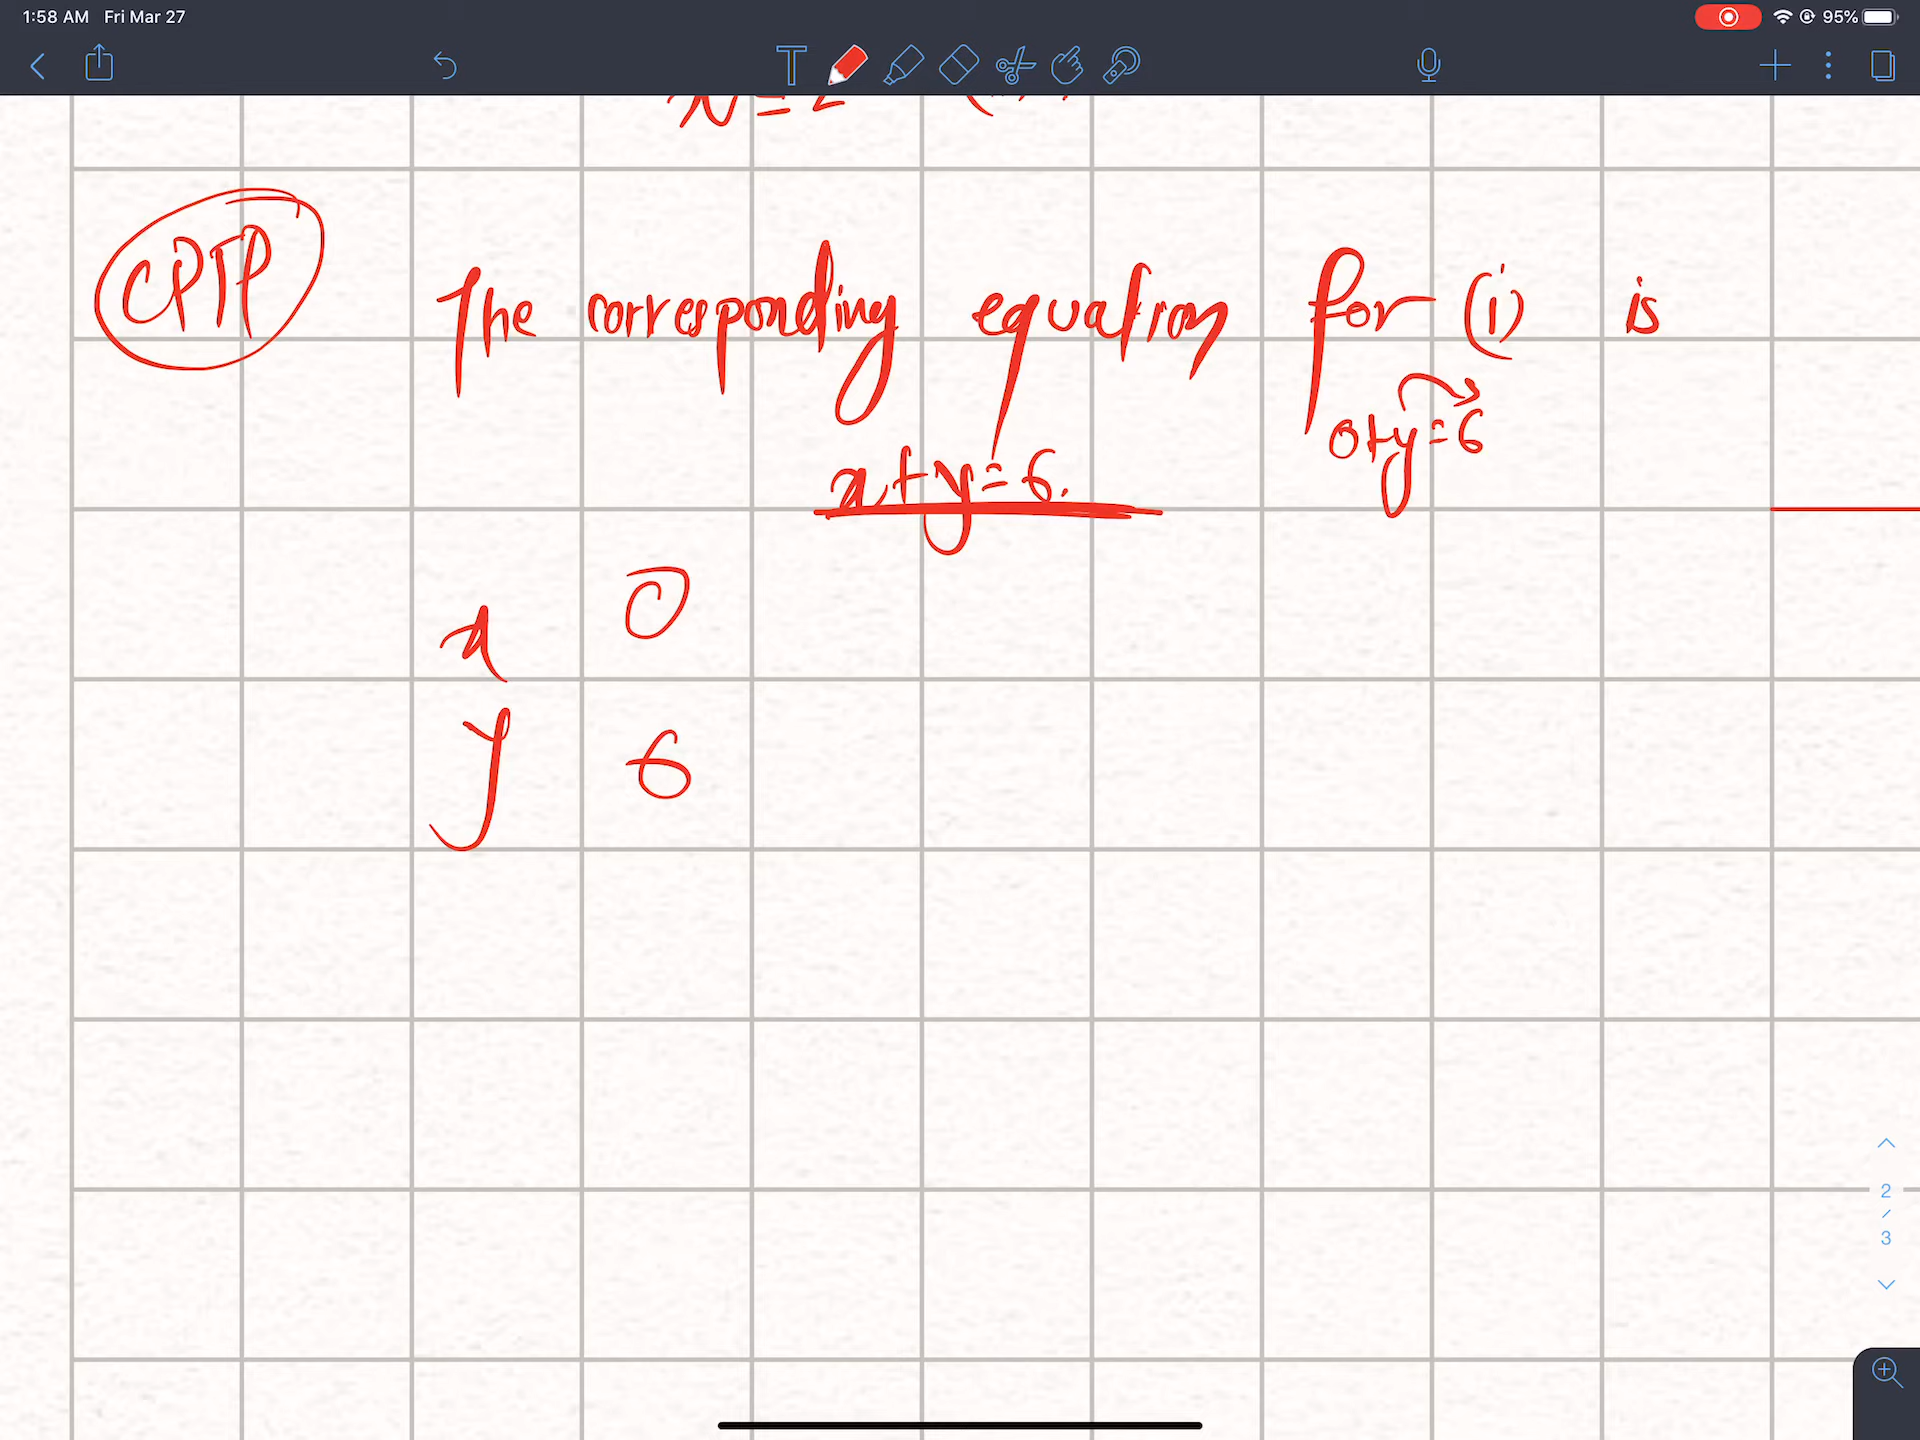 1:58 AM Fri Mar 27
95%
T
x = 2
CPTP
The corresponding equation for (i) is
0+y=6
x+y=6.
x 0
y 6
2
/
3